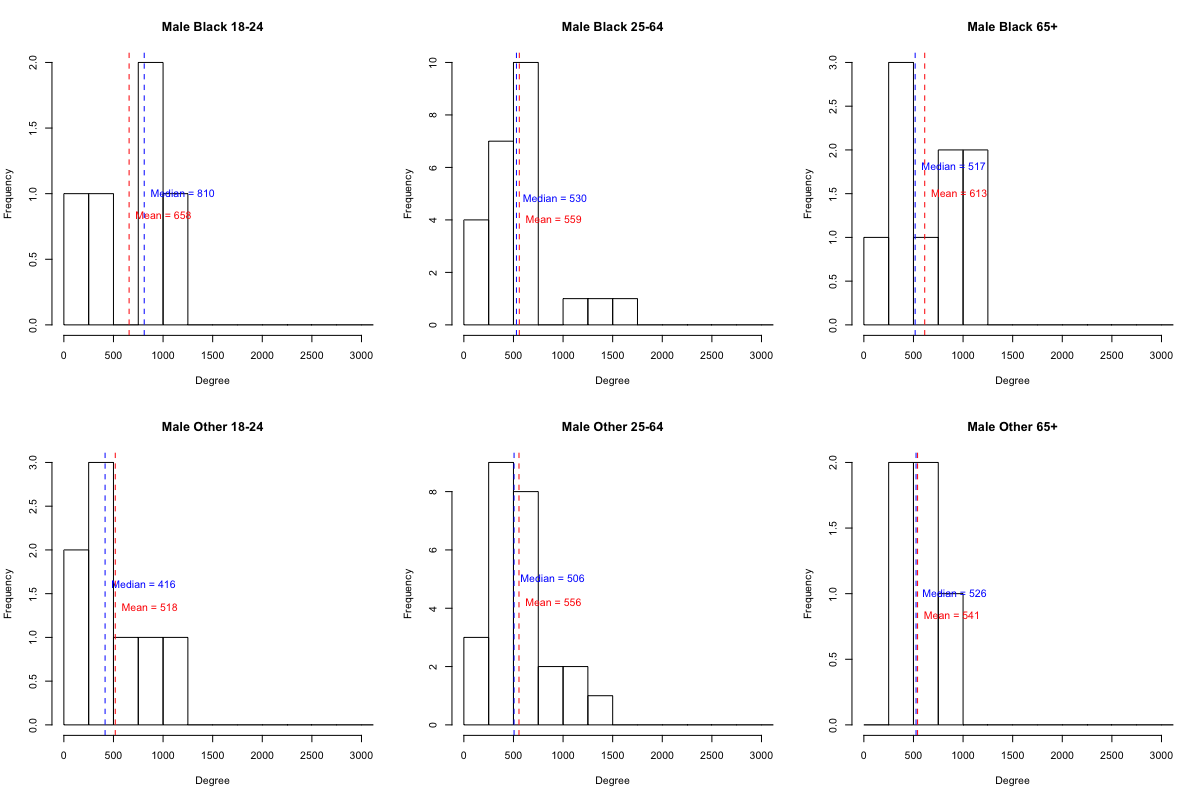 Male Black 18-24
Frequency
0.0
0.5
1.0
1.5
2.0
Median = 810
Mean = 658
0 500 1000 1500 2000 2500 3000
Degree
Male Black 25-64
Frequency
0
2
4
6
8
10
Median = 530
Mean = 559
0 500 1000 1500 2000 2500 3000
Degree
Male Black 65+
Frequency
0.0
0.5
1.0
1.5
2.0
2.5
3.0
Median = 517
Mean = 613
0 500 1000 1500 2000 2500 3000
Degree
Male Other 18-24
Frequency
0.0
0.5
1.0
1.5
2.0
2.5
3.0
Median = 416
Mean = 518
0 500 1000 1500 2000 2500 3000
Degree
Male Other 25-64
Frequency
0
2
4
6
8
Median = 506
Mean = 556
0 500 1000 1500 2000 2500 3000
Degree
Male Other 65+
Frequency
0.0
0.5
1.0
1.5
2.0
Median = 526
Mean = 541
0 500 1000 1500 2000 2500 3000
Degree